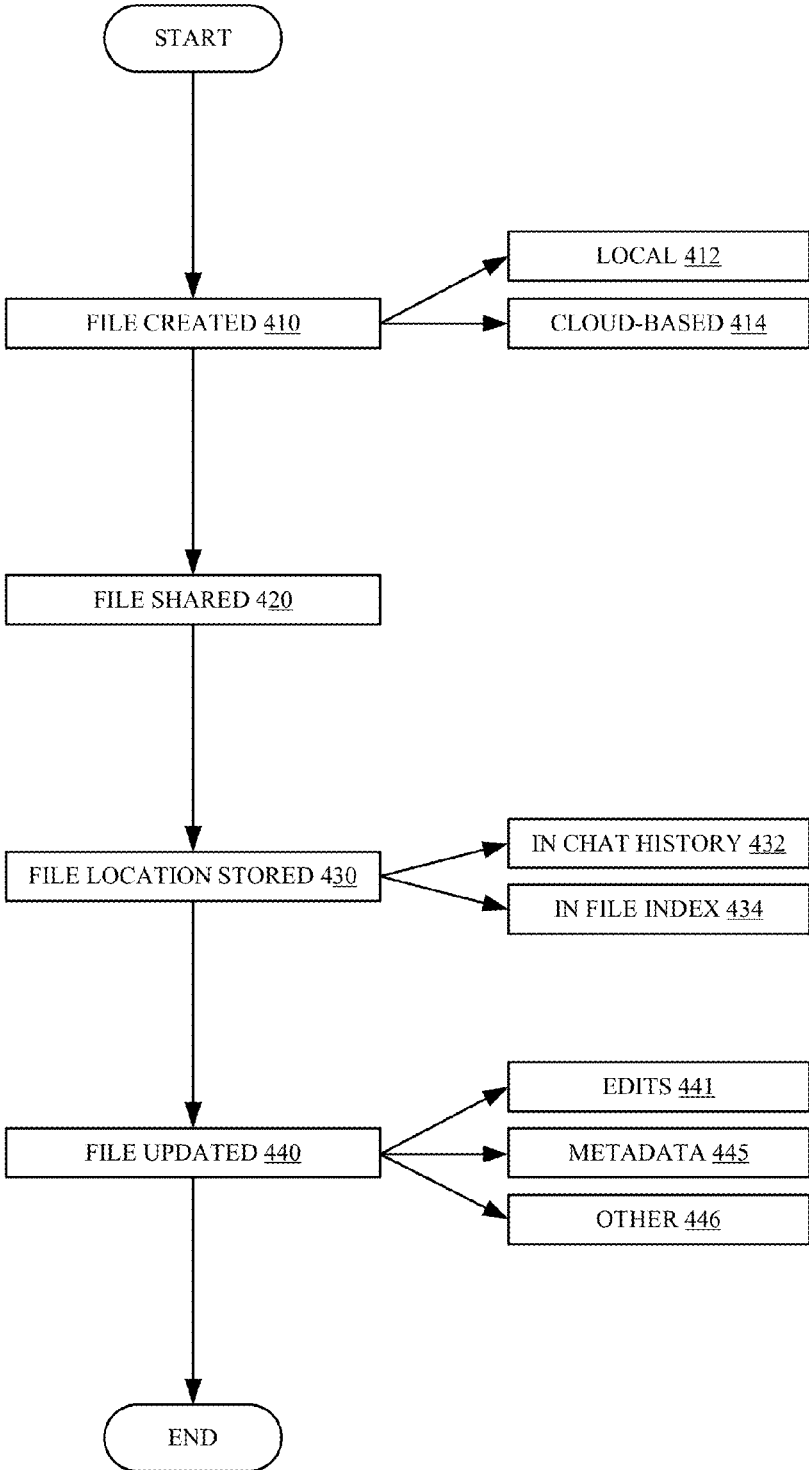 START
LOCAL 412
FILE CREATED 410
CLOUD-BASED 414
FILE SHARED 420
IN CHAT HISTORY 432
FILE LOCATION STORED 430
IN FILE INDEX 434
EDITS 441
FILE UPDATED 440
METADATA 445
OTHER 446
END